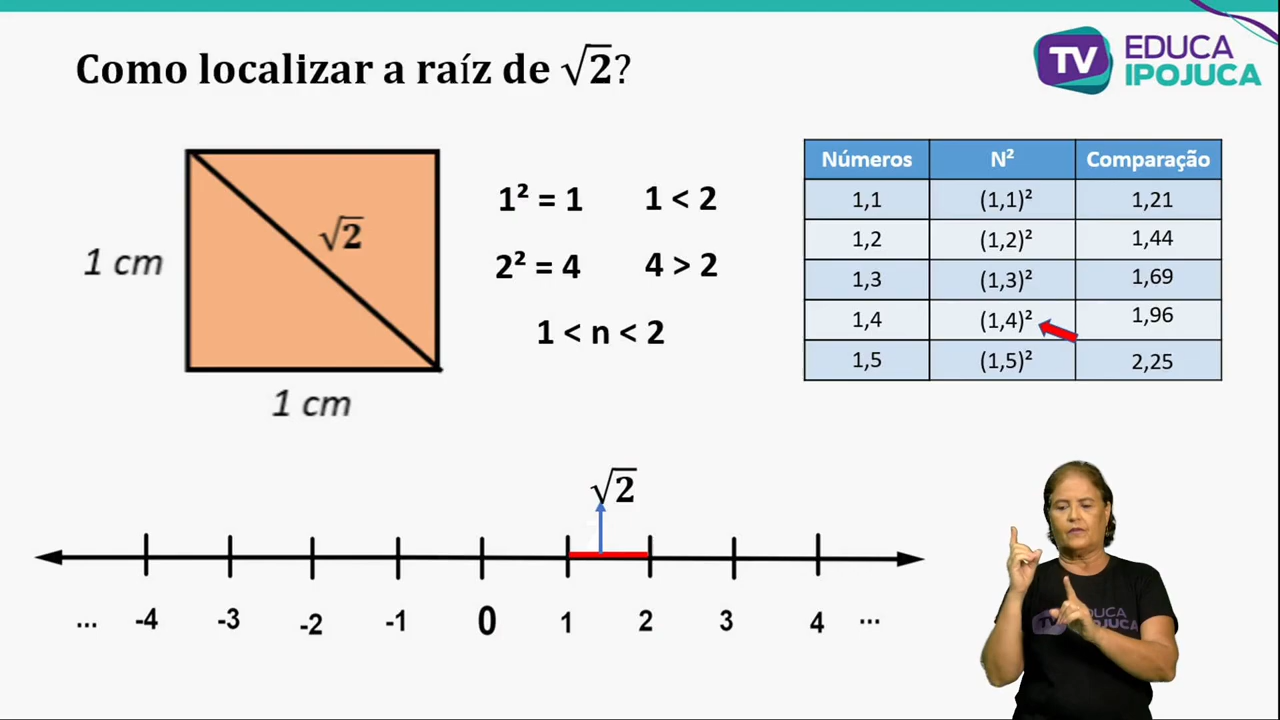 Como localizar a raíz de √2?
TV EDUCA
IPOJUCA
1 cm
√2
1 cm
1² = 1 1 < 2
2² = 4 4 > 2
1 < n < 2
Números N² Comparação
1,1 (1,1)² 1,21
1,2 (1,2)² 1,44
1,3 (1,3)² 1,69
1,4 (1,4)² 1,96
1,5 (1,5)² 2,25
√2
... -4 -3 -2 -1 0 1 2 3 4 ...
TV EDUCA
IPOJUCA